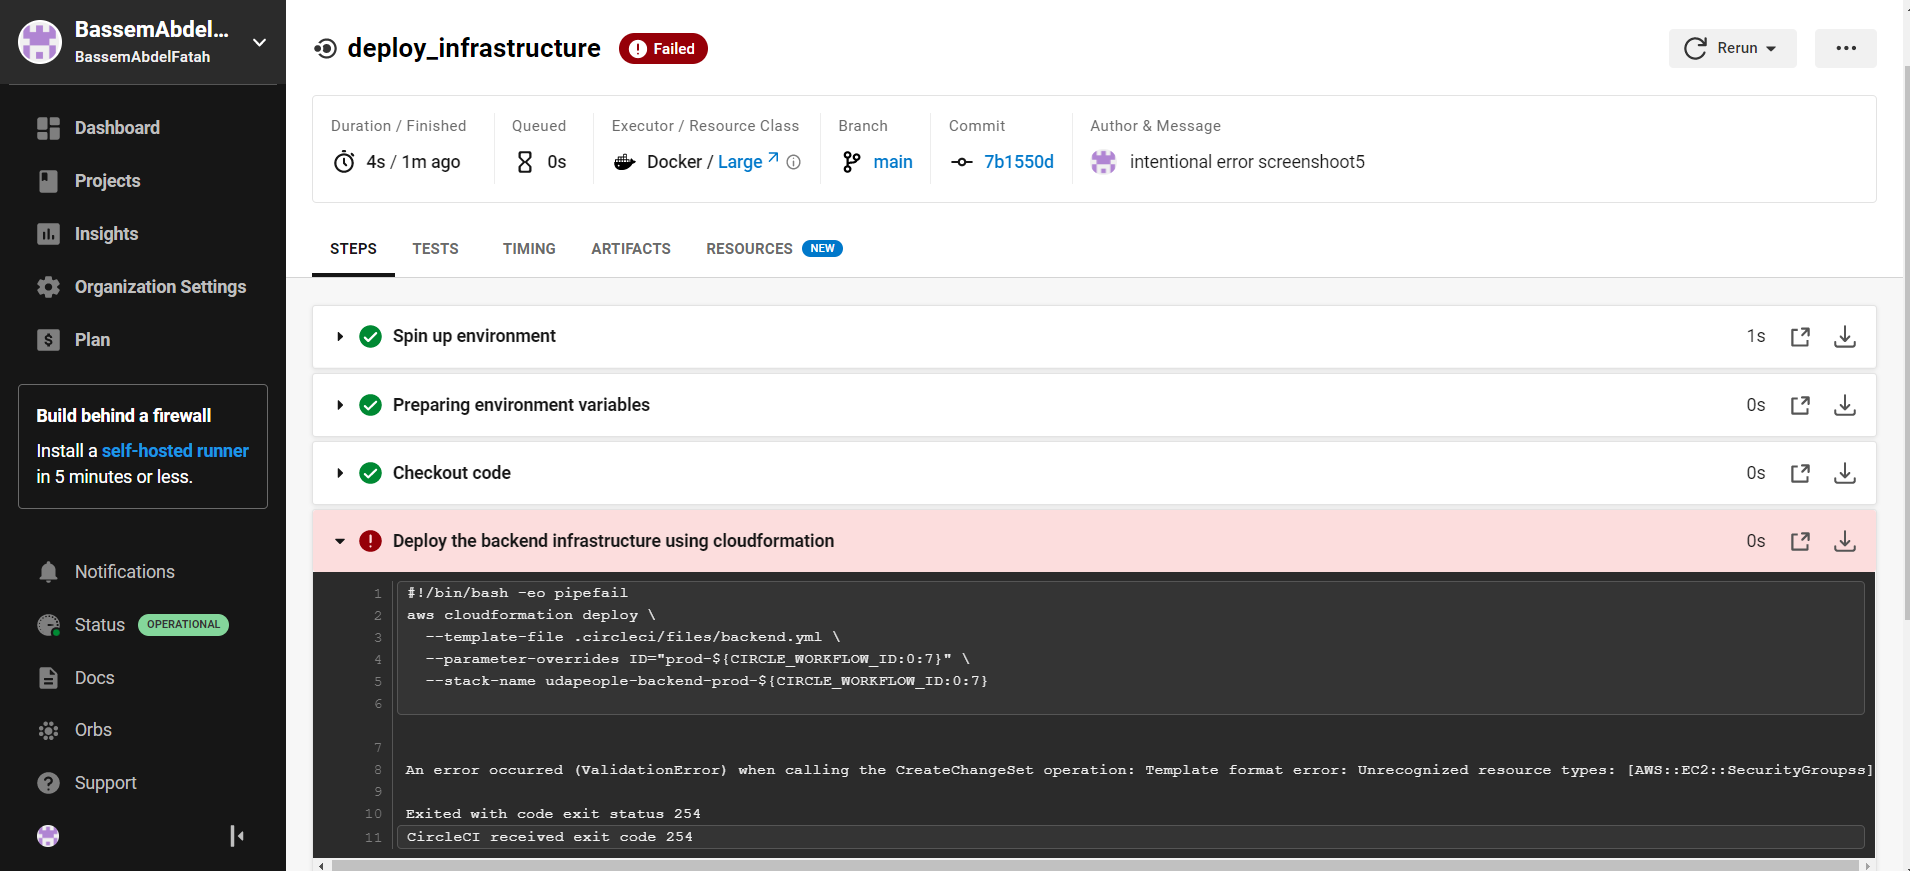 BassemAbdel...
BassemAbdelFatah
Dashboard
Projects
Insights
Organization Settings
Plan
Build behind a firewall
Install a self-hosted runner
in 5 minutes or less.
Notifications
Status OPERATIONAL
Docs
Orbs
Support
deploy_infrastructure Failed
Rerun
Duration / Finished
4s / 1m ago
Queued
0s
Executor / Resource Class
Docker / Large
Branch
main
Commit
7b1550d
Author & Message
intentional error screenshoot5
STEPS TESTS TIMING ARTIFACTS RESOURCES NEW
Spin up environment 1s
Preparing environment variables 0s
Checkout code 0s
Deploy the backend infrastructure using cloudformation 0s
1 #!/bin/bash -eo pipefail
2 aws cloudformation deploy \
3 --template-file .circleci/files/backend.yml \
4 --parameter-overrides ID="prod-${CIRCLE_WORKFLOW_ID:0:7}" \
5 --stack-name udapeople-backend-prod-${CIRCLE_WORKFLOW_ID:0:7}
6
7
8 An error occurred (ValidationError) when calling the CreateChangeSet operation: Template format error: Unrecognized resource types: [AWS::EC2::SecurityGroupss]
9
10 Exited with code exit status 254
11 CircleCI received exit code 254